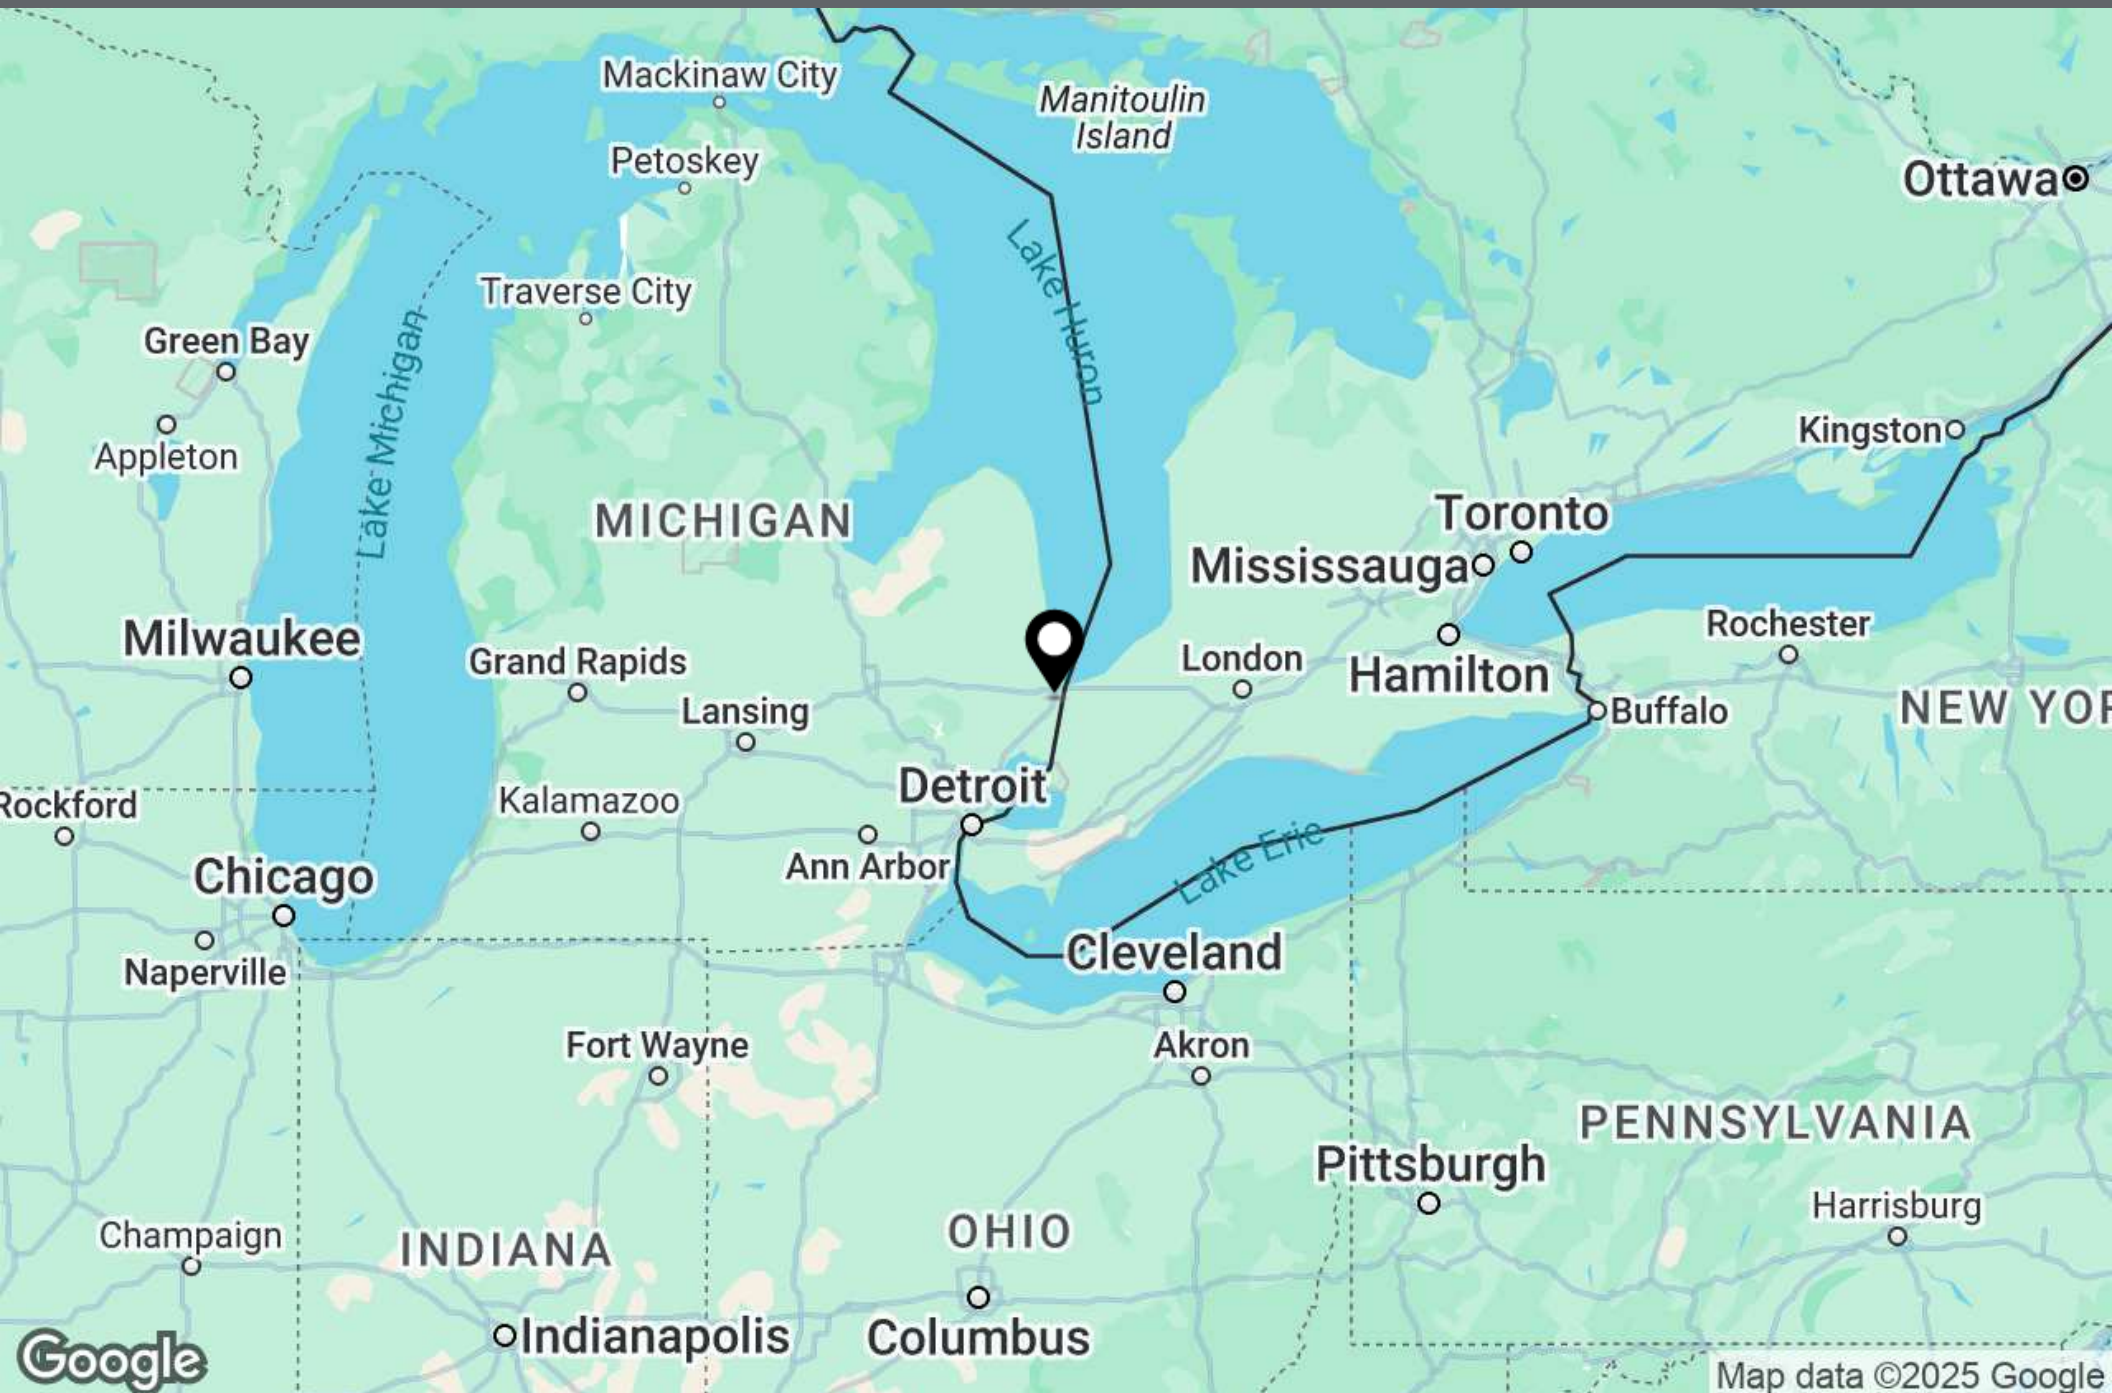 Mackinaw City
Manitoulin
Island
Petoskey
Ottawa
Lake Huron
Traverse City
Green Bay
Lake Michigan
Appleton
Kingston
MICHIGAN
Toronto
Mississauga
Milwaukee
Grand Rapids
London
Rochester
Hamilton
Lansing
Buffalo
NEW YOR
Detroit
Rockford
Kalamazoo
Ann Arbor
Lake Erie
Chicago
Cleveland
Naperville
Fort Wayne
Akron
PENNSYLVANIA
Pittsburgh
Harrisburg
Champaign
INDIANA
OHIO
Indianapolis
Columbus
Google
Map data ©2025 Google